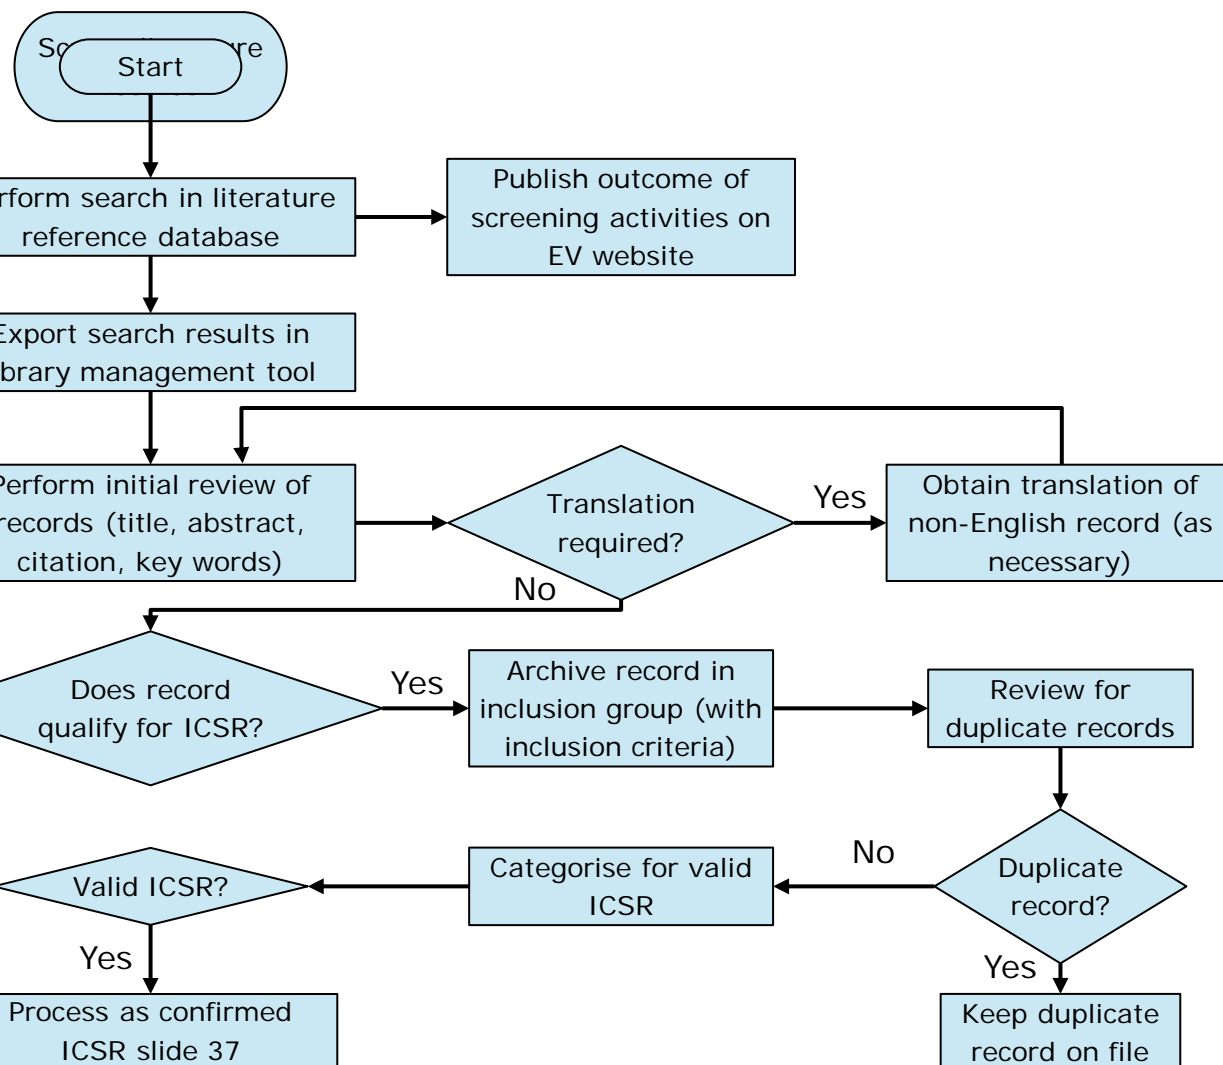 Start
search in literature
reference database
Publish outcome of
screening activities on
EV website
Export search results in
management tool
Perform initial review of
records (title, abstract,
citation, key words)
Translation
required?
Yes
Obtain translation of
non-English record (as
necessary)
No
Does record
qualify for ICSR?
Yes
Archive record in
inclusion group (with
inclusion criteria)
Review for
duplicate records
Valid ICSR?
Categorise for valid
ICSR
No
Duplicate
record?
Yes
Yes
Process as confirmed
ICSR slide 37
Keep duplicate
record on file